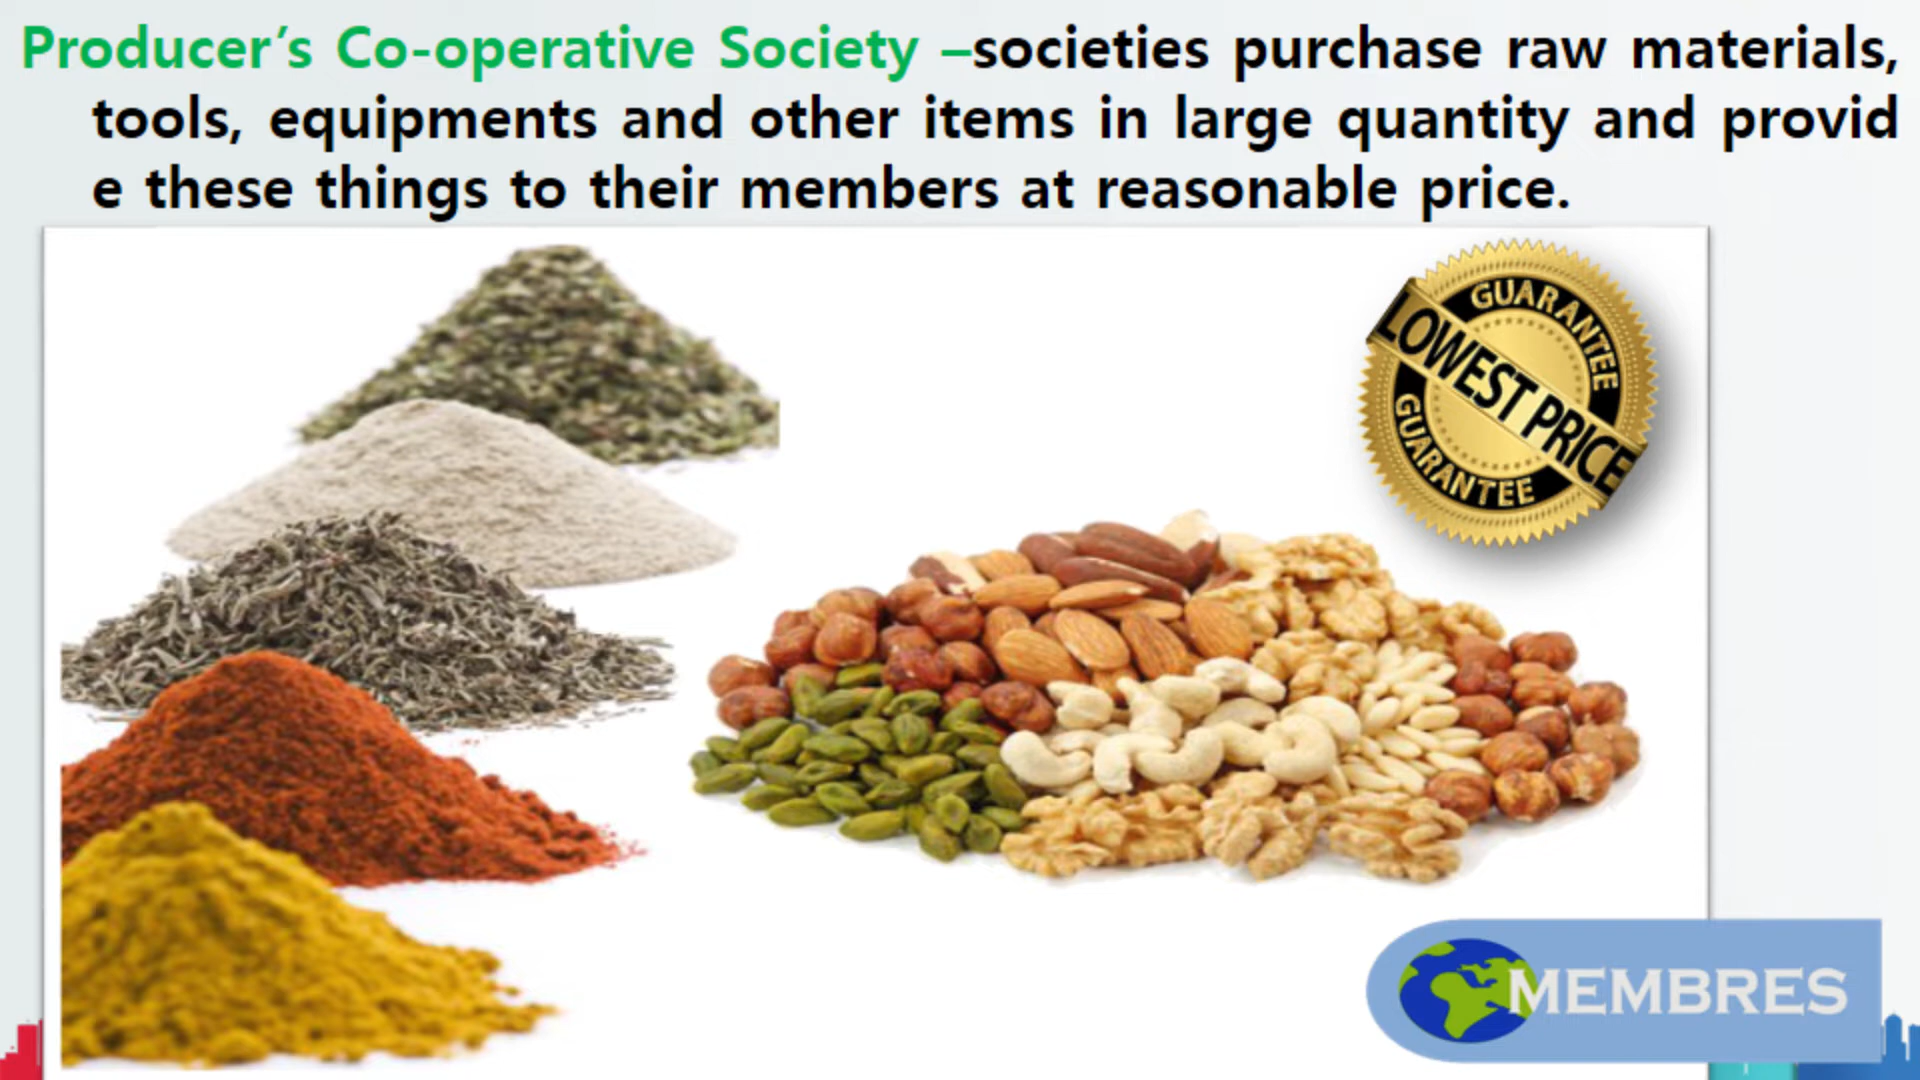 Producer’s Co-operative Society –societies purchase raw materials,
tools, equipments and other items in large quantity and provid
e these things to their members at reasonable price.
GUARANTEE
LOWEST PRICE
GUARANTEE
MEMBRES